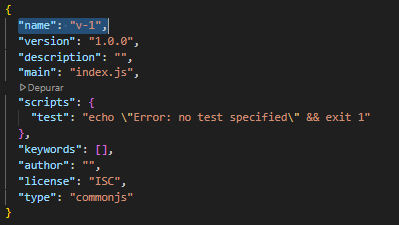 {
"name": "v-1",
"version": "1.0.0",
"description": "",
"main": "index.js",
Depurar
"scripts": {
"test": "echo \"Error: no test specified\" && exit 1"
},
"keywords": [],
"author": "",
"license": "ISC",
"type": "commonjs"
}